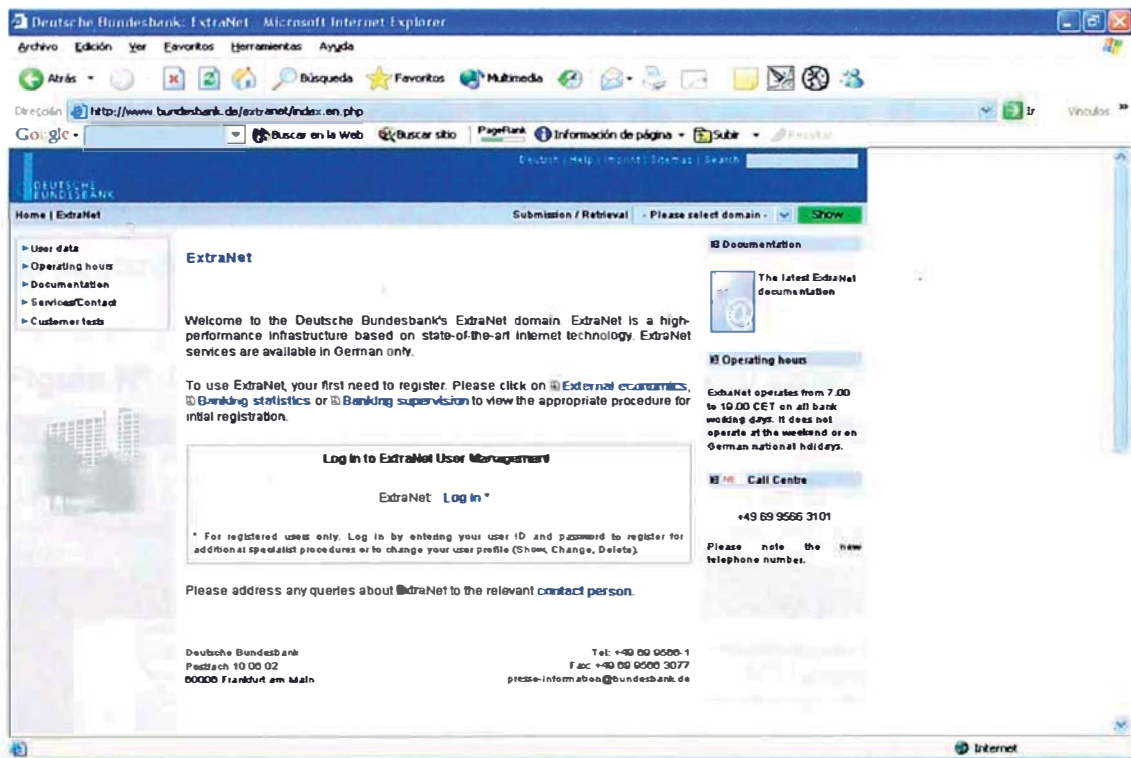 Deutsche Bundesbank: ExtraNet - Microsoft Internet Explorer
Archivo Edición Ver Favoritos Herramientas Ayuda
Atrás Búsqueda Favoritos Multimedia
Dirección http://www.bundesbank.de/extranet/index.en.php Ir Vínculos »
Google Buscar en la Web Buscar sitio PageRank Información de página Subir Resaltar
Deutsch | Help | Imprint | Sitemap | Search
DEUTSCHE
BUNDESBANK
Home | ExtraNet Submission / Retrieval - Please select domain - Show
User data
Operating hours
Documentation
Services/Contact
Customer tests
ExtraNet
Welcome to the Deutsche Bundesbank's ExtraNet domain. ExtraNet is a high-
performance infrastructure based on state-of-the-art internet technology. ExtraNet
services are available in German only.
To use ExtraNet, your first need to register. Please click on External economics,
Banking statistics or Banking supervision to view the appropriate procedure for
intial registration.
Log in to ExtraNet User Management
ExtraNet: Log in *
* For registered users only. Log in by entering your user ID and password to register for
additional specialist procedures or to change your user profile (Show, Change, Delete).
Please address any queries about ExtraNet to the relevant contact person.
Documentation
The latest ExtraNet
documentation
Operating hours
ExtraNet operates from 7.00
to 19.00 CET on all bank
working days. It does not
operate at the weekend or on
German national holidays.
Call Centre
+49 69 9566 3101
Please note the new
telephone number.
Deutsche Bundesbank Tel: +49 69 9566-1
Postfach 10 06 02 Fax: +49 69 9566 3077
60006 Frankfurt am Main presse-information@bundesbank.de
Internet